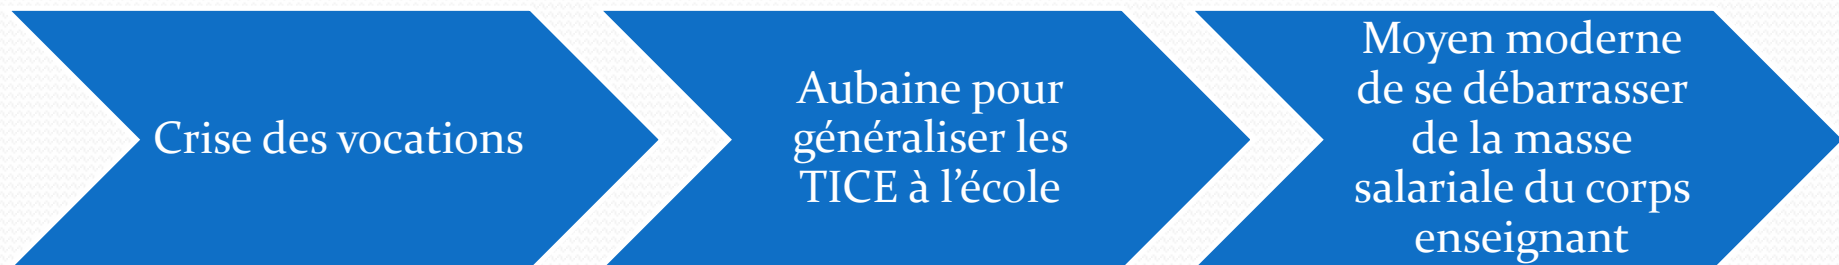 Crise des vocations
Aubaine pour
généraliser les
TICE à l’école
Moyen moderne
de se débarrasser
de la masse
salariale du corps
enseignant